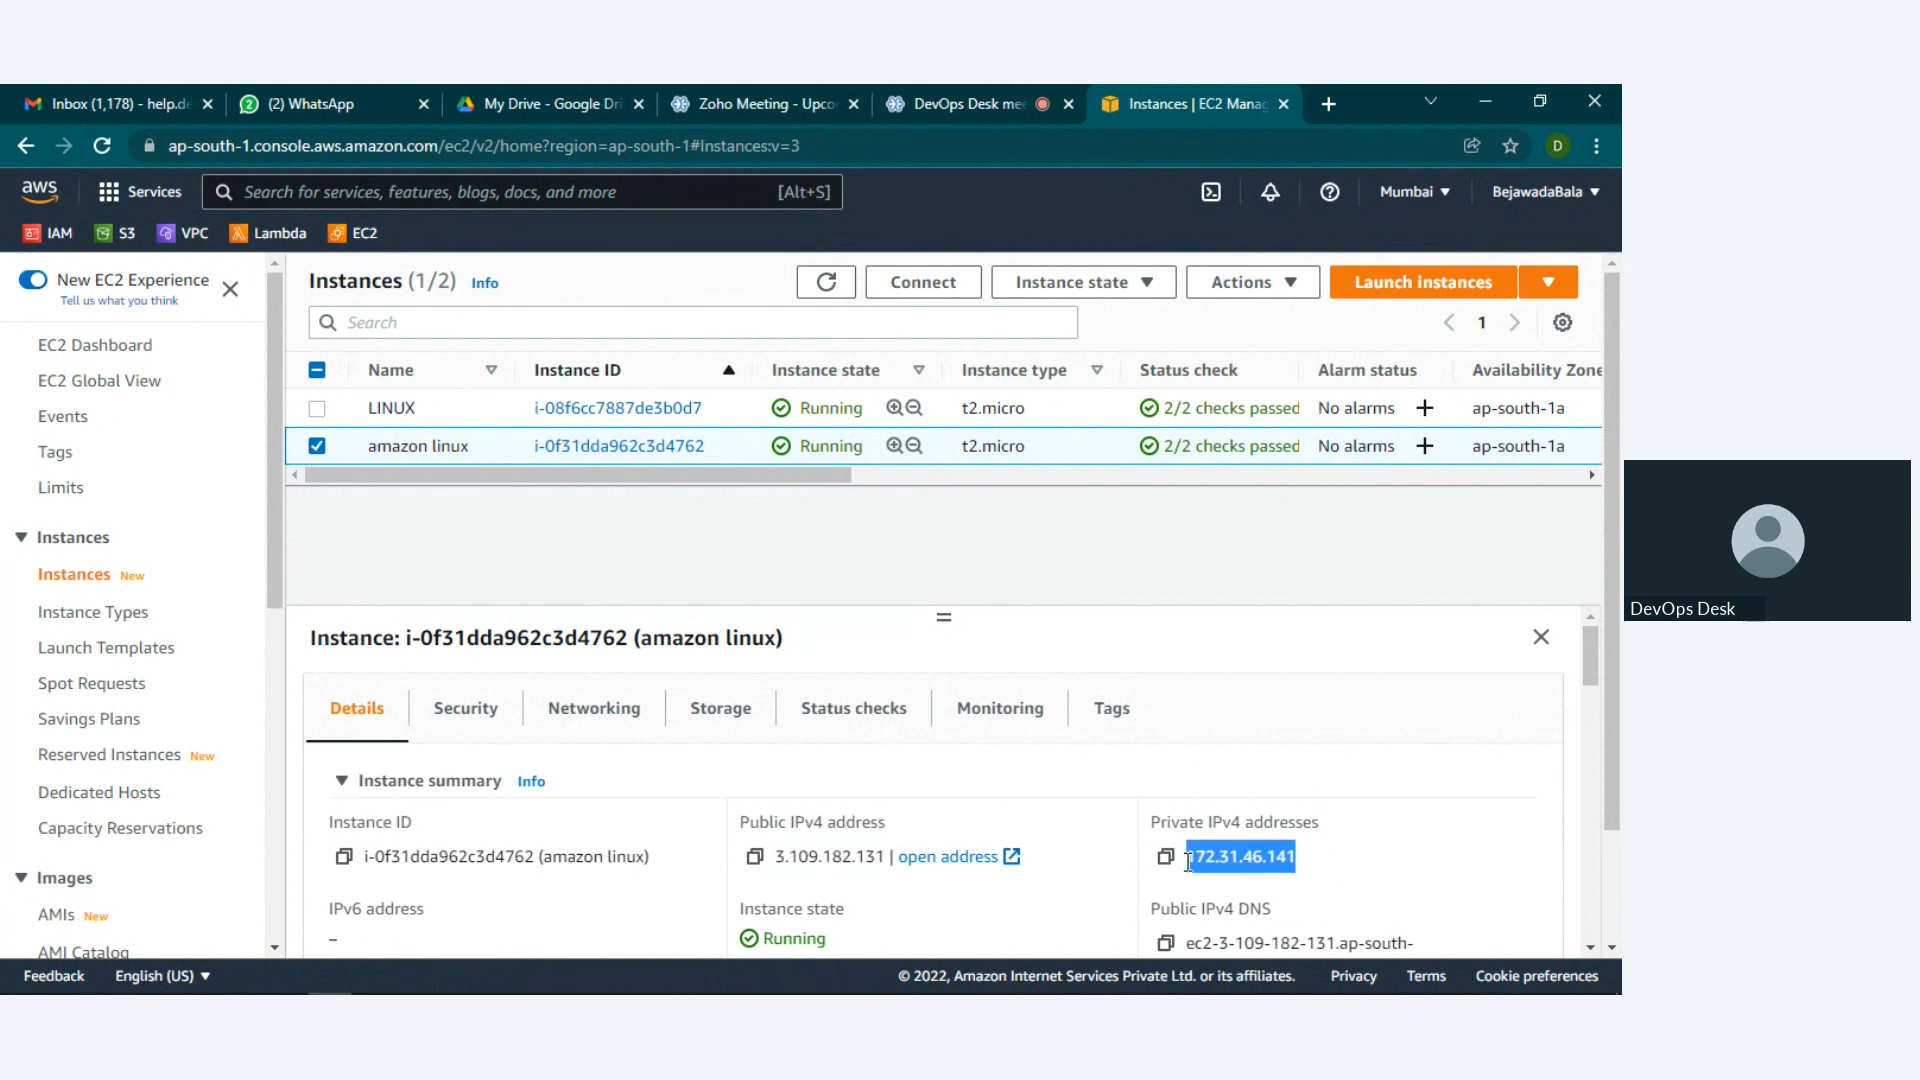 Inbox (1,178) - help.de
(2) WhatsApp
My Drive - Google Dri
Zoho Meeting - Upco
DevOps Desk mee
Instances | EC2 Mana
ap-south-1.console.aws.amazon.com/ec2/v2/home?region=ap-south-1#Instances:v=3
D
aws
Services
Search for services, features, blogs, docs, and more
[Alt+S]
Mumbai
BejawadaBala
IAM
S3
VPC
Lambda
EC2
New EC2 Experience
Tell us what you think
EC2 Dashboard
EC2 Global View
Events
Tags
Limits
Instances
Instances New
Instance Types
Launch Templates
Spot Requests
Savings Plans
Reserved Instances New
Dedicated Hosts
Capacity Reservations
Images
AMIs New
AMI Catalog
Instances (1/2) Info
Connect
Instance state
Actions
Launch instances
Search
1
Name Instance ID Instance state Instance type Status check Alarm status Availability Zone
LINUX i-08f6cc7887de3b0d7 Running t2.micro 2/2 checks passed No alarms ap-south-1a
amazon linux i-0f31dda962c3d4762 Running t2.micro 2/2 checks passed No alarms ap-south-1a
Instance: i-0f31dda962c3d4762 (amazon linux)
Details Security Networking Storage Status checks Monitoring Tags
Instance summary Info
Instance ID
i-0f31dda962c3d4762 (amazon linux)
Public IPv4 address
3.109.182.131 | open address
Private IPv4 addresses
172.31.46.141
IPv6 address
–
Instance state
Running
Public IPv4 DNS
ec2-3-109-182-131.ap-south-
DevOps Desk
Feedback
English (US)
© 2022, Amazon Internet Services Private Ltd. or its affiliates.
Privacy
Terms
Cookie preferences